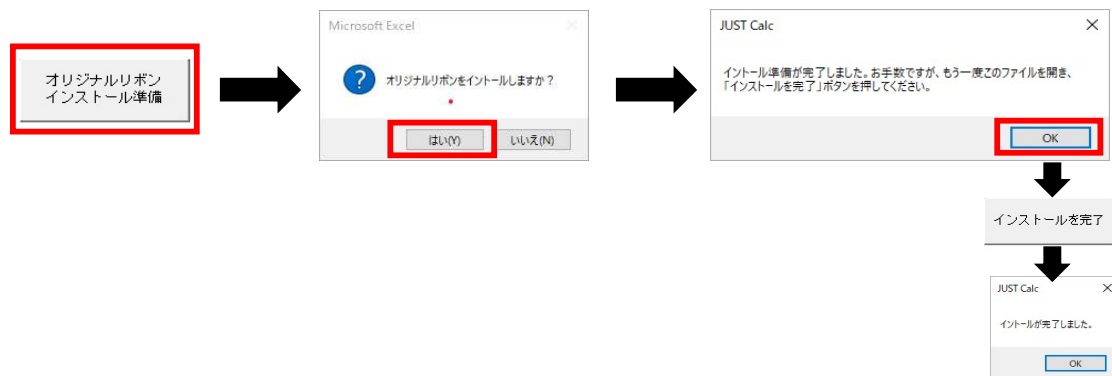 オリジナルリボン
インストール準備
Microsoft Excel
オリジナルリボンをイントールしますか？
はい(Y)
いいえ(N)
JUST Calc
イントール準備が完了しました。お手数ですが、もう一度このファイルを開き、
「インストールを完了」ボタンを押してください。
OK
インストールを完了
JUST Calc
イントールが完了しました。
OK